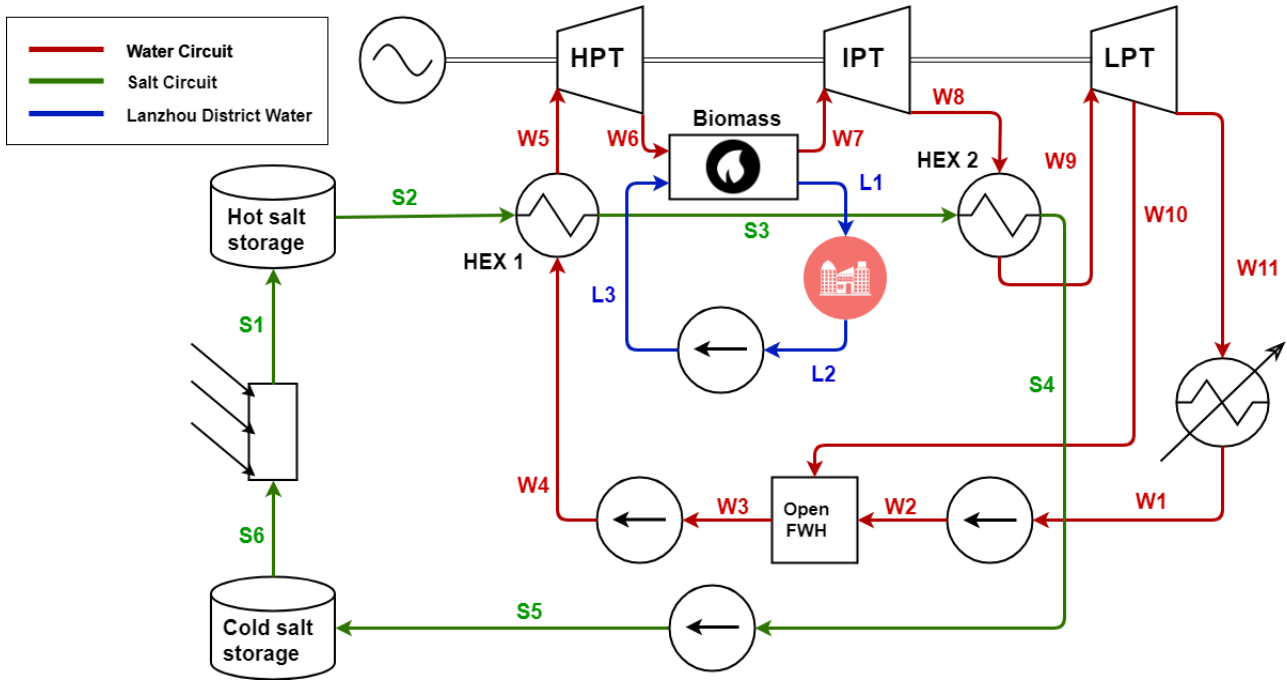 Water Circuit
Salt Circuit
Lanzhou District Water
HPT
IPT
LPT
W5
W6
Biomass
W7
W8
HEX 2
W9
W10
L1
S2
Hot salt
storage
HEX 1
S3
W11
L3
S1
L2
S4
W4
W3
Open
FWH
W2
W1
S6
S5
Cold salt
storage